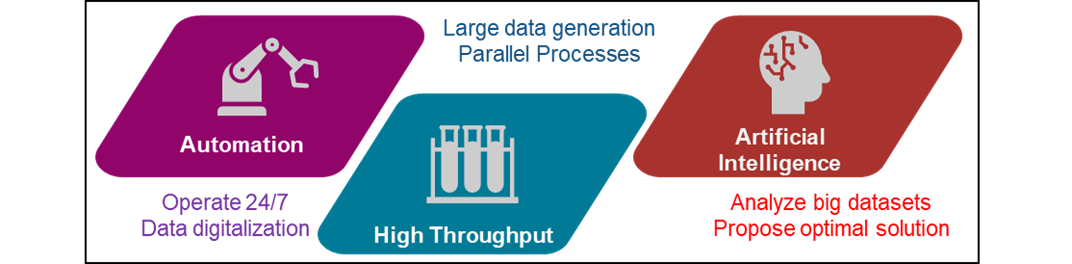 Automation
Operate 24/7
Data digitalization
Large data generation
Parallel Processes
High Throughput
Artificial
Intelligence
Analyze big datasets
Propose optimal solution